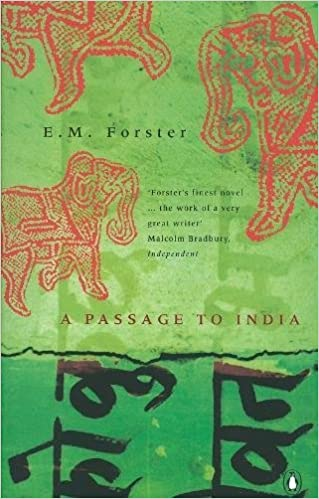 E.M. Forster
'Forster's finest novel
... the work of a very
great writer'
Malcolm Bradbury,
Independent
A PASSAGE TO INDIA